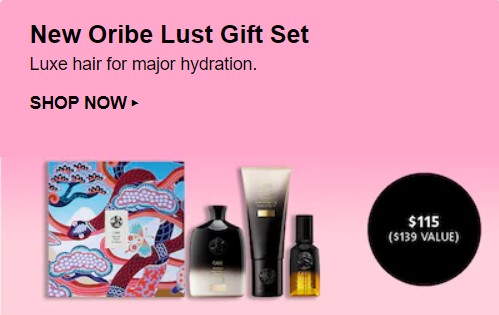 New Oribe Lust Gift Set
Luxe hair for major hydration.
SHOP NOW ▸
$115
($139 VALUE)